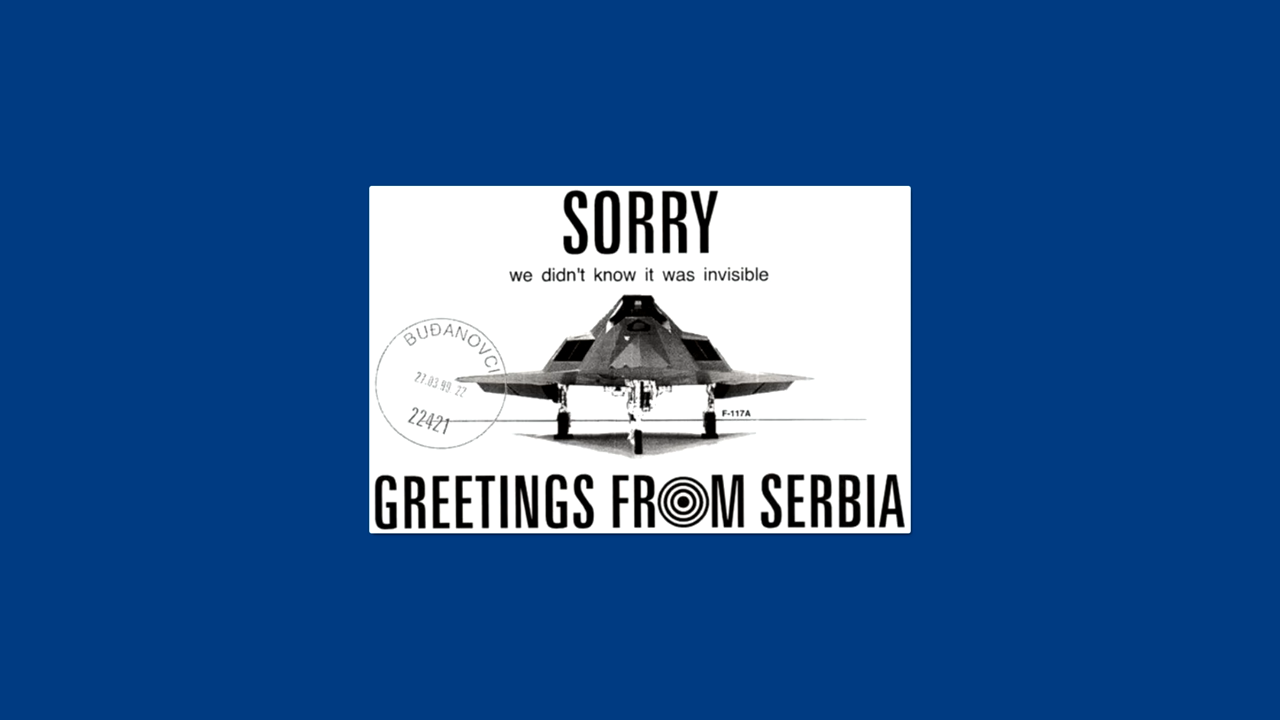 SORRY
we didn't know it was invisible
BUĐANOVCI
27.03 99. 22
22421
F-117A
GREETINGS FROM SERBIA